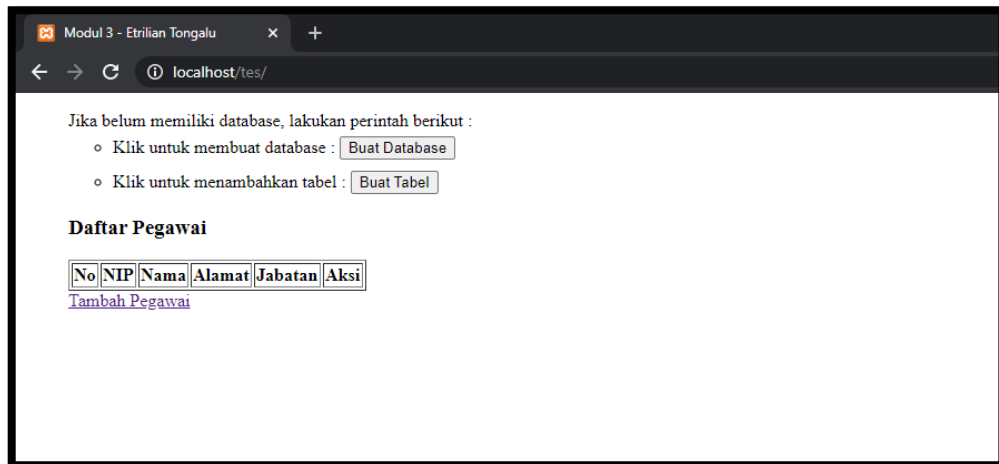 Modul 3 - Etrilian Tongalu
localhost/tes/
Jika belum memiliki database, lakukan perintah berikut :
Klik untuk membuat database : Buat Database
Klik untuk menambahkan tabel : Buat Tabel
Daftar Pegawai
No NIP Nama Alamat Jabatan Aksi
Tambah Pegawai